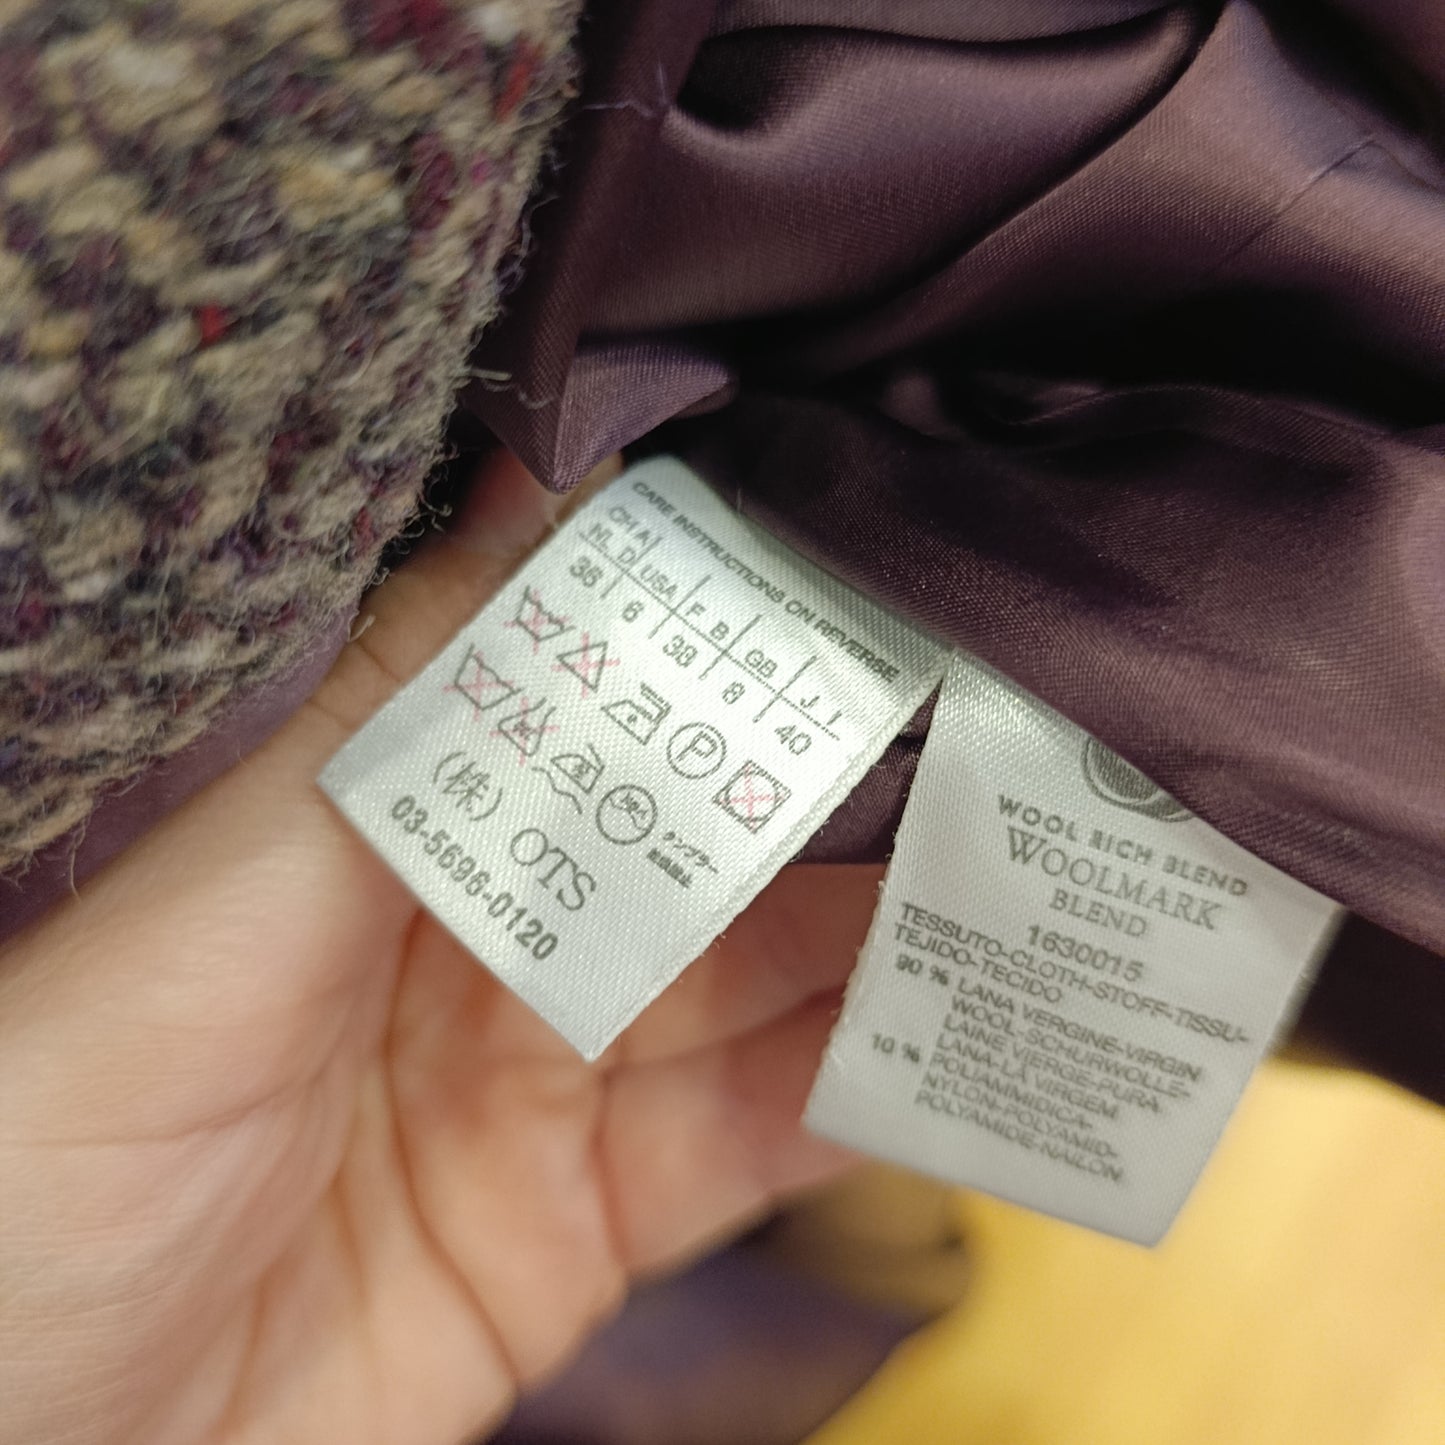 CARE INSTRUCTIONS ON REVERSE
CH A
NL D USA F B GB J I
36 6 38 8 40
P
(株) OTS
03-5696-0120
WOOL RICH BLEND
WOOLMARK
BLEND
1630015
TESSUTO-CLOTH-STOFF-TISSU-
TEJIDO-TECIDO
90 % LANA VERGINE-VIRGIN
WOOL-SCHURWOLLE-
LAINE VIERGE-PURA
LANA-LA VIRGEM
10 % POLIAMMIDICA-
NYLON-POLYAMID-
POLYAMIDE-NAILON